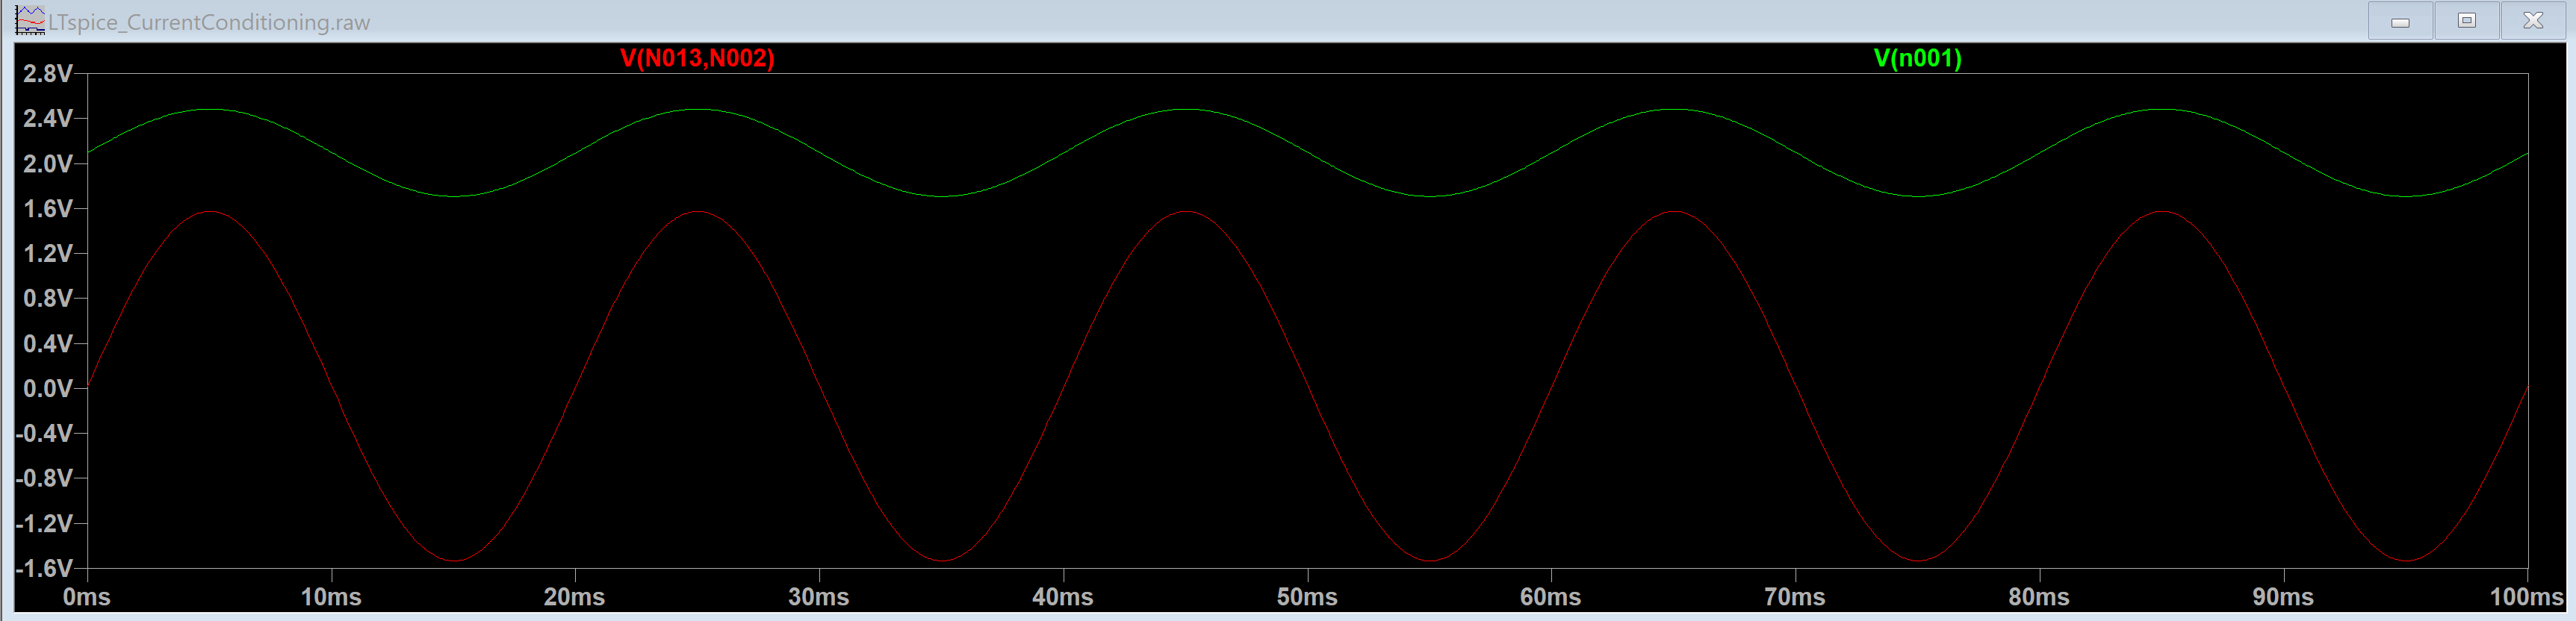 LTspice_CurrentConditioning.raw
V(N013,N002) V(n001)
2.8V
2.4V
2.0V
1.6V
1.2V
0.8V
0.4V
0.0V
-0.4V
-0.8V
-1.2V
-1.6V
0ms 10ms 20ms 30ms 40ms 50ms 60ms 70ms 80ms 90ms 100ms